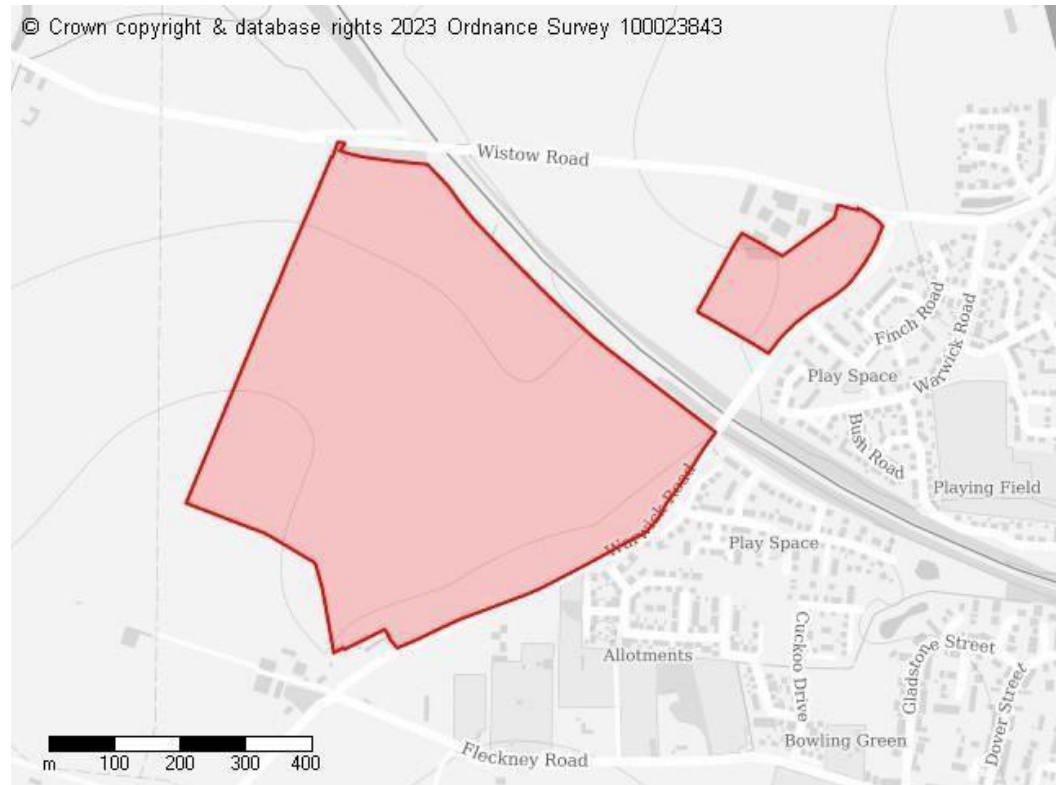 © Crown copyright & database rights 2023 Ordnance Survey 100023843
Wistow Road
Finch Road
Warwick Road
Play Space
Bush Road
Playing Field
Warwick Road
Play Space
Cuckoo Drive
Gladstone Street
Dover Street
Allotments
Bowling Green
Fleckney Road
m 100 200 300 400